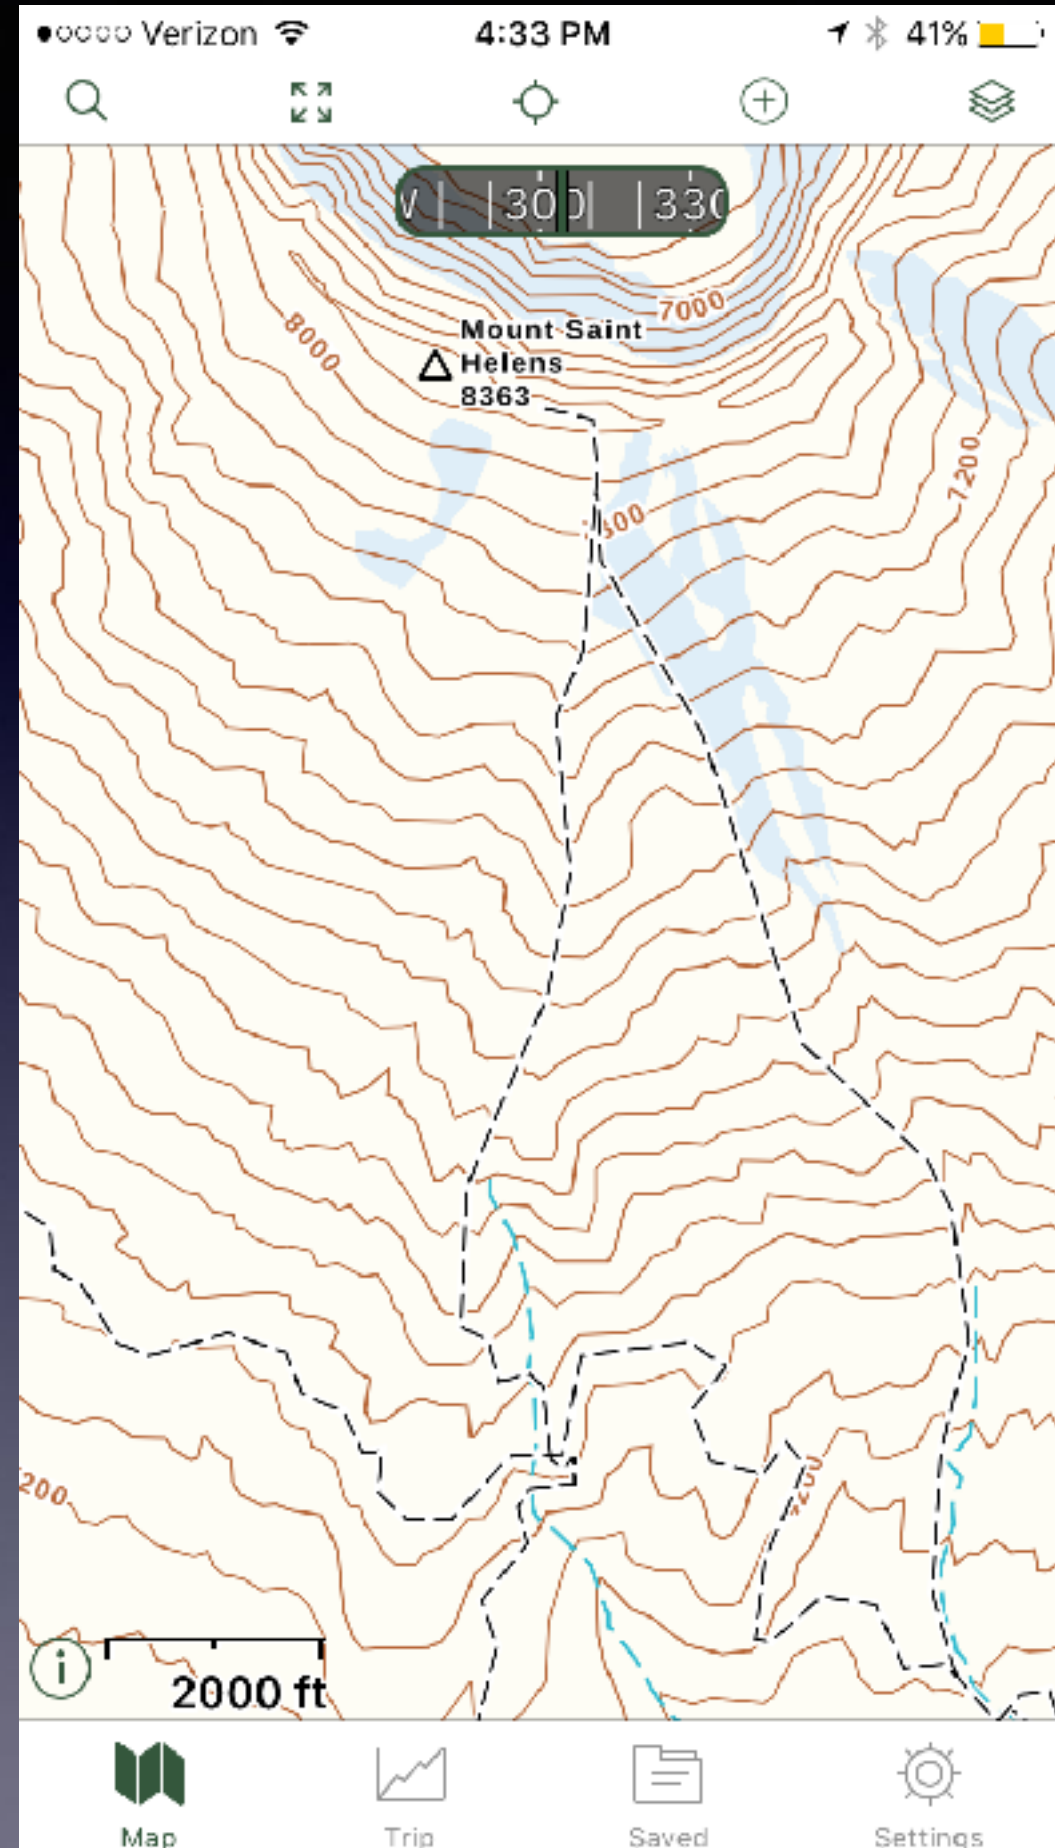 Verizon 4:33 PM 41%
300 330
7000
8000
Mount Saint
Helens
8363
7200
2000 ft
Map Trip Saved Settings